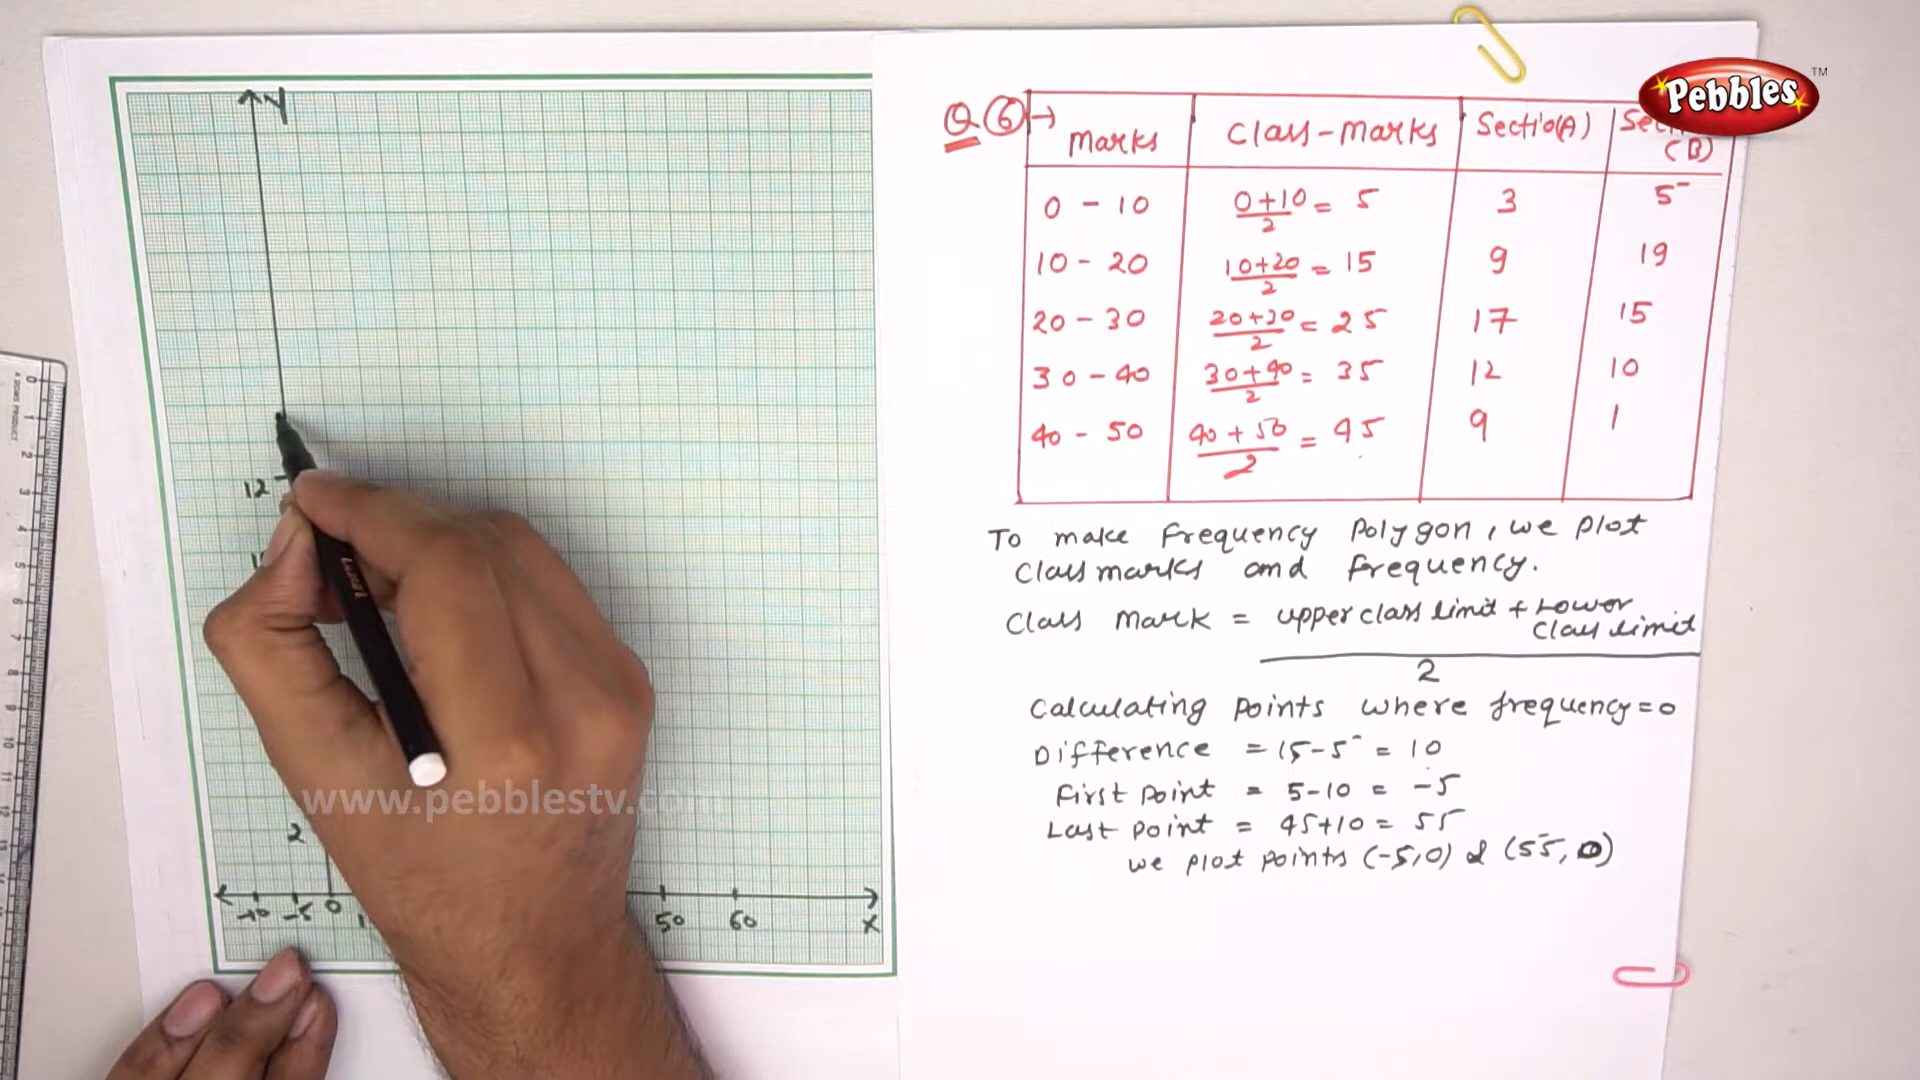 Y
12
2
-10 -5 0 50 60
X
Pebbles™
Q6→
Marks Class-Marks Sectio(A) (B)
0 - 10 0+10/2 = 5 3 5
10 - 20 10+20/2 = 15 9 19
20 - 30 20+30/2 = 25 17 15
30 - 40 30+40/2 = 35 12 10
40 - 50 40+50/2 = 45 9 1
To make frequency Polygon, we plot
Class marks and frequency.
Class Mark = upper class limit + Lower
Class limit
2
Calculating Points where frequency=0
Difference = 15-5 = 10
First Point = 5-10 = -5
Last Point = 45+10 = 55
we plot points (-5,0) & (55, 0)
www.pebblestv.com